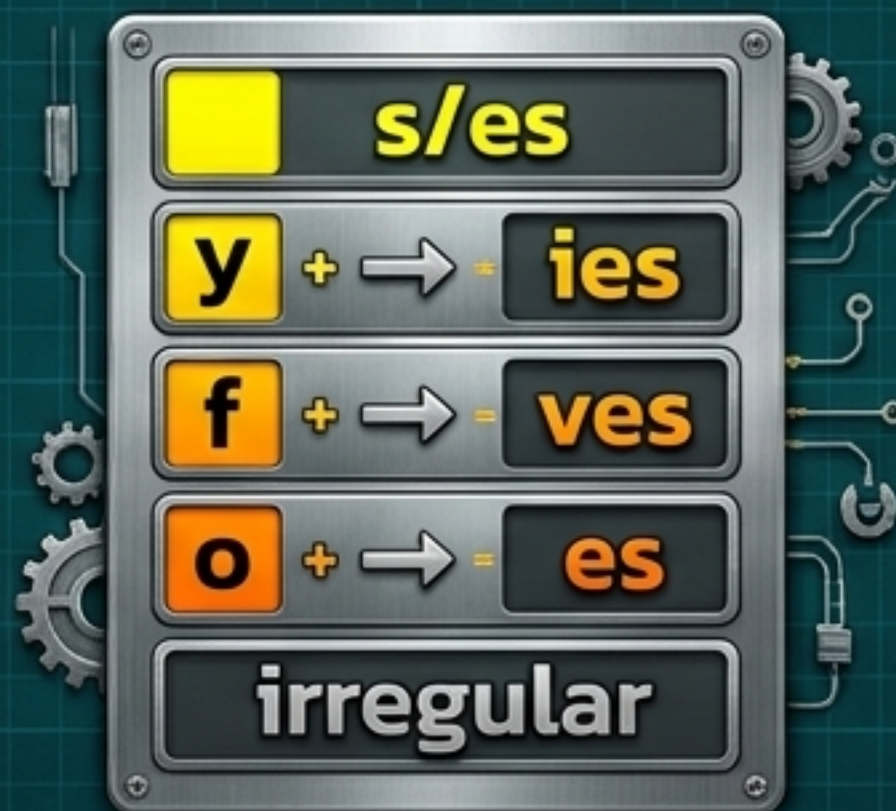 s/es
y + → = ies
f + → = ves
o + → = es
irregular